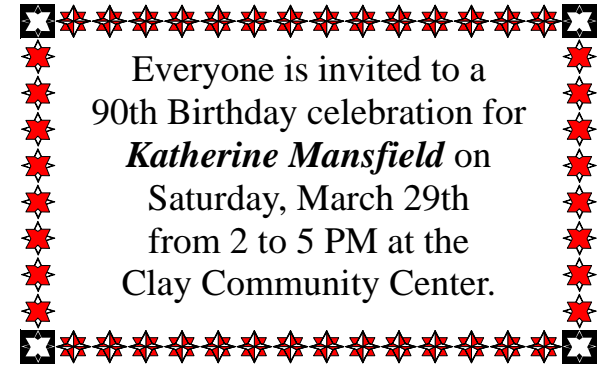 Everyone is invited to a
90th Birthday celebration for
Katherine Mansfield on
Saturday, March 29th
from 2 to 5 PM at the
Clay Community Center.